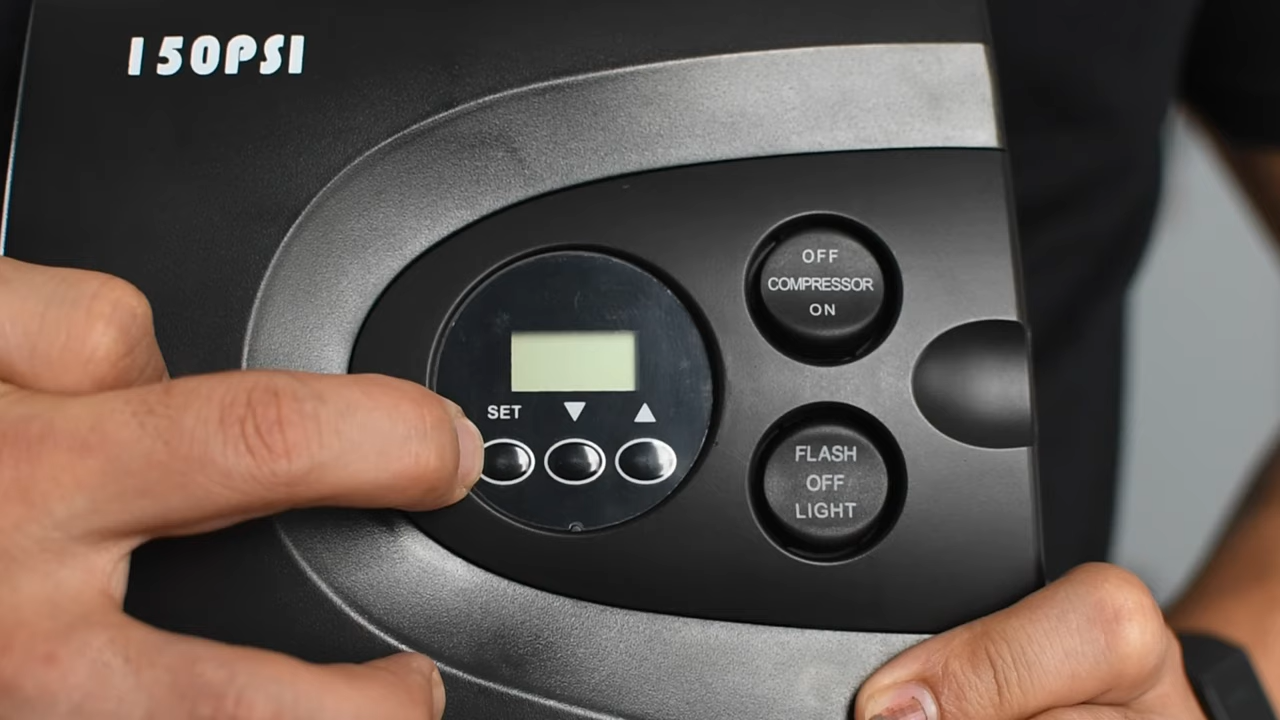 150PSI
SET ▼ ▲
OFF
COMPRESSOR
ON
FLASH
OFF
LIGHT